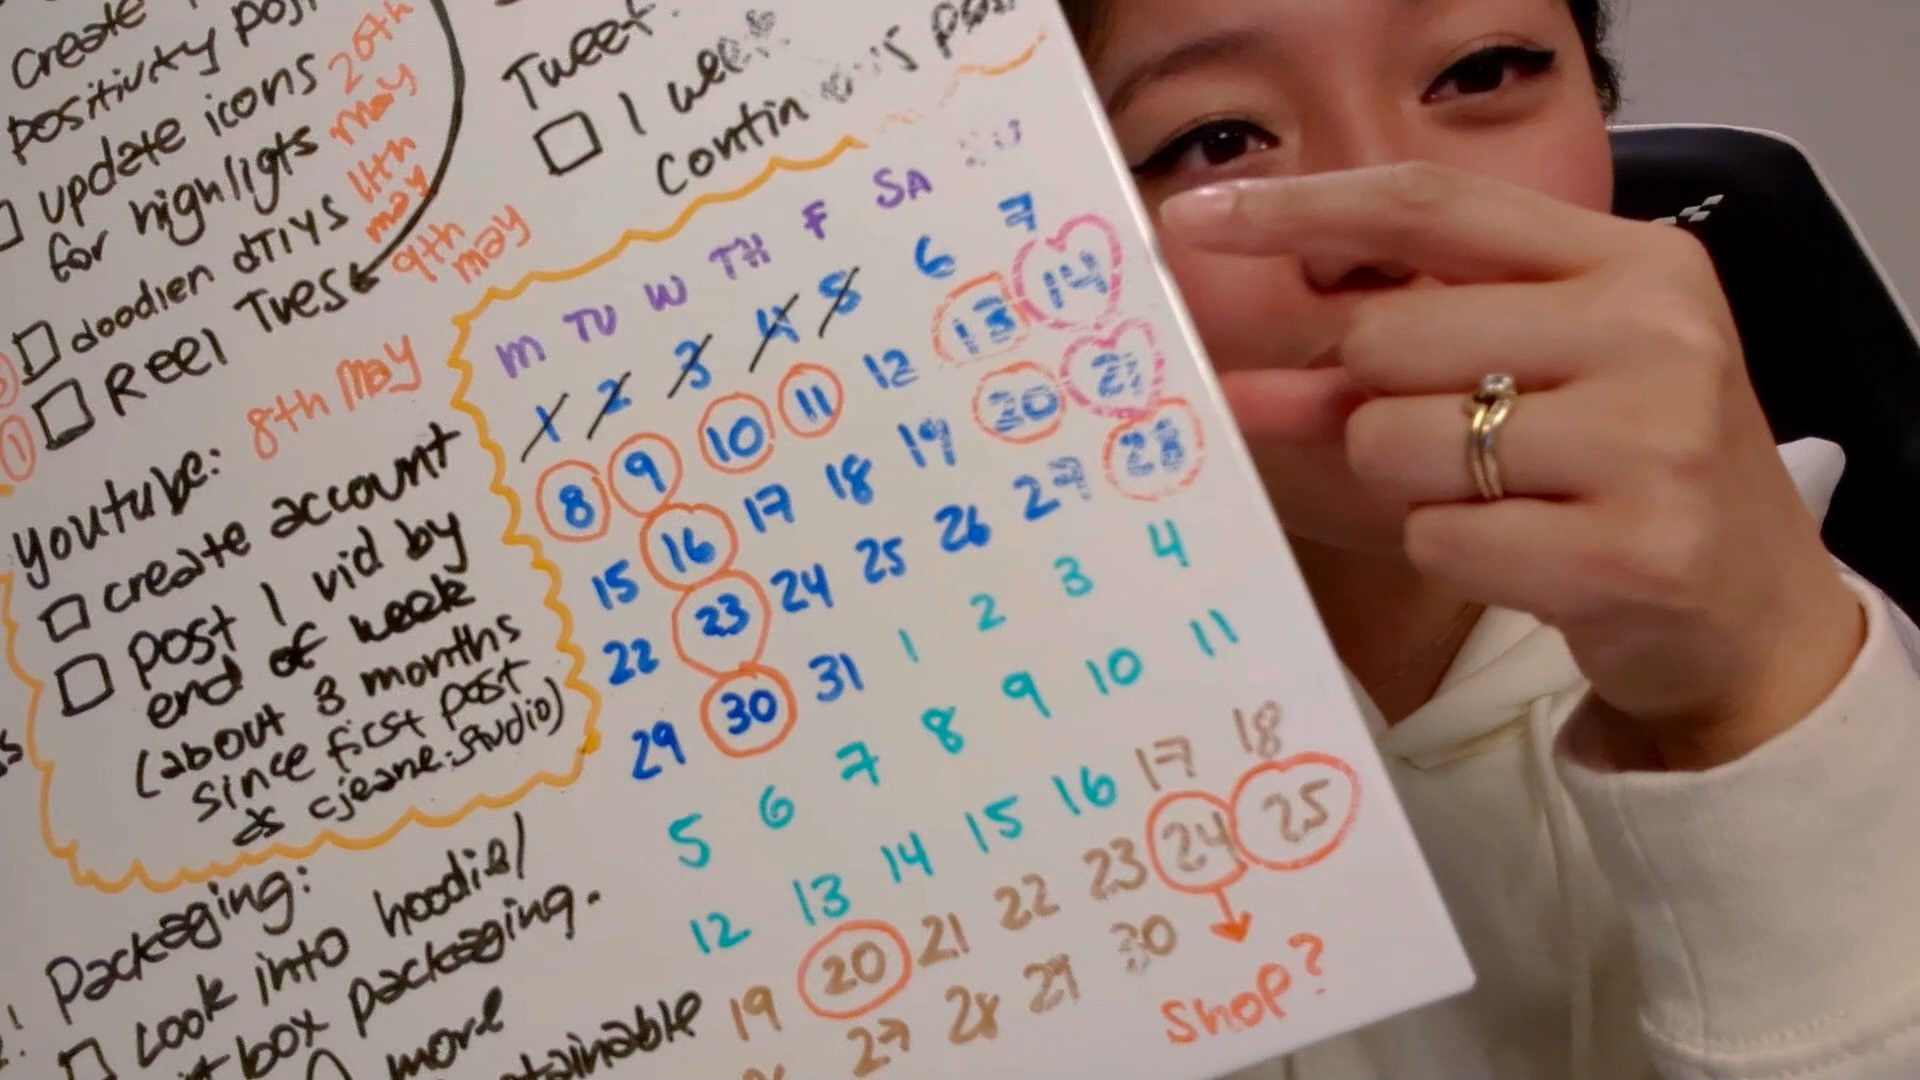 create
positivity
update icons 20th
for highligts may
doodien dTIYS 11th may
Reel Tues 9th may
Tweet.
1 week
M TU W TH F SA SU
1 2 3 4 5 6 7
8 9 10 11 12 13 14
15 16 17 18 19 20 21
22 23 24 25 26 27 28
29 30 31 1 2 3 4
5 6 7 8 9 10 11
12 13 14 15 16 17 18
19 20 21 22 23 24 25
27 28 29 30
shop?
youtube: 8th May
create account
post 1 vid by
end of week
(about 3 months
since first post
as cjeane.studio)
Packaging:
Look into hoodie/
box packaging.
more